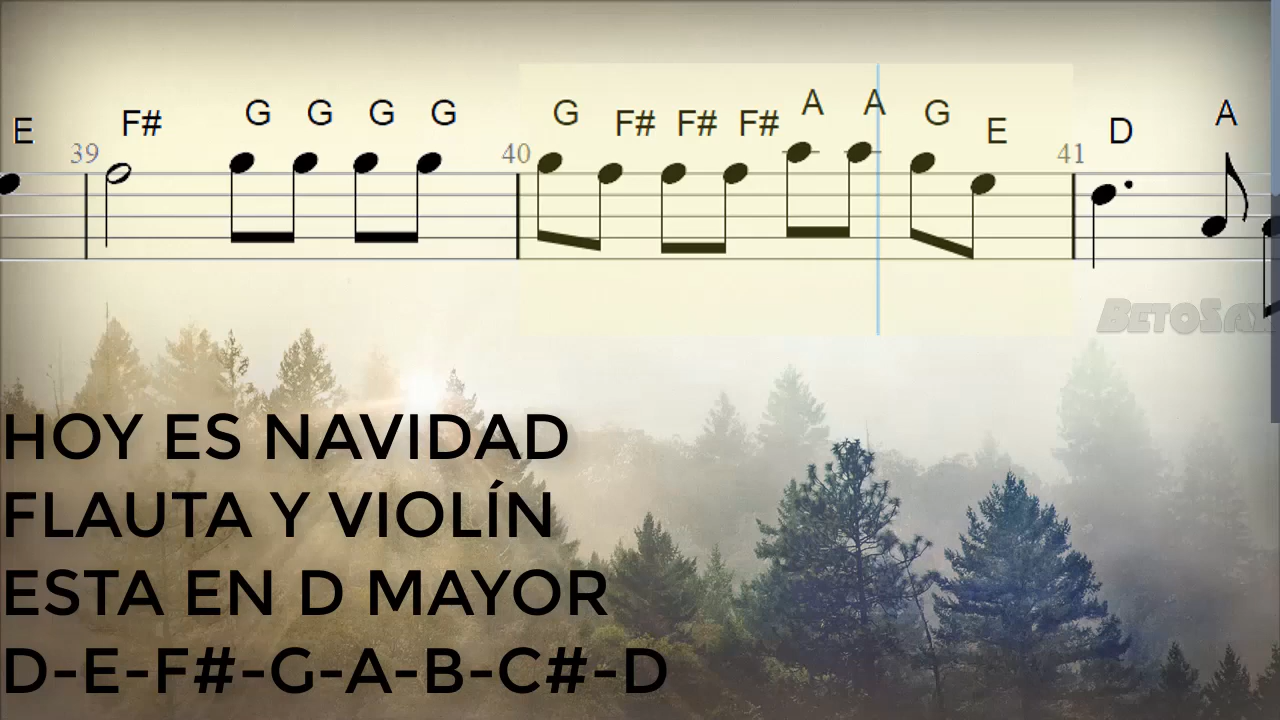 E F# G G G G G F# F# F# A A G E D A
39 40 41
BetoSax
HOY ES NAVIDAD
FLAUTA Y VIOLÍN
ESTA EN D MAYOR
D-E-F#-G-A-B-C#-D